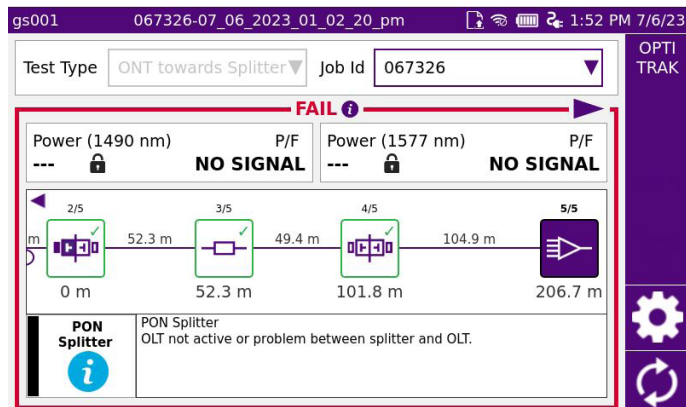 gs001 067326-07_06_2023_01_02_20_pm 1:52 PM 7/6/23
OPTI
TRAK
Test Type ONT towards Splitter Job Id 067326
FAIL i
Power (1490 nm) P/F
--- NO SIGNAL
Power (1577 nm) P/F
--- NO SIGNAL
2/5 3/5 4/5 5/5
m 52.3 m 49.4 m 104.9 m
0 m 52.3 m 101.8 m 206.7 m
PON
Splitter
i
PON Splitter
OLT not active or problem between splitter and OLT.